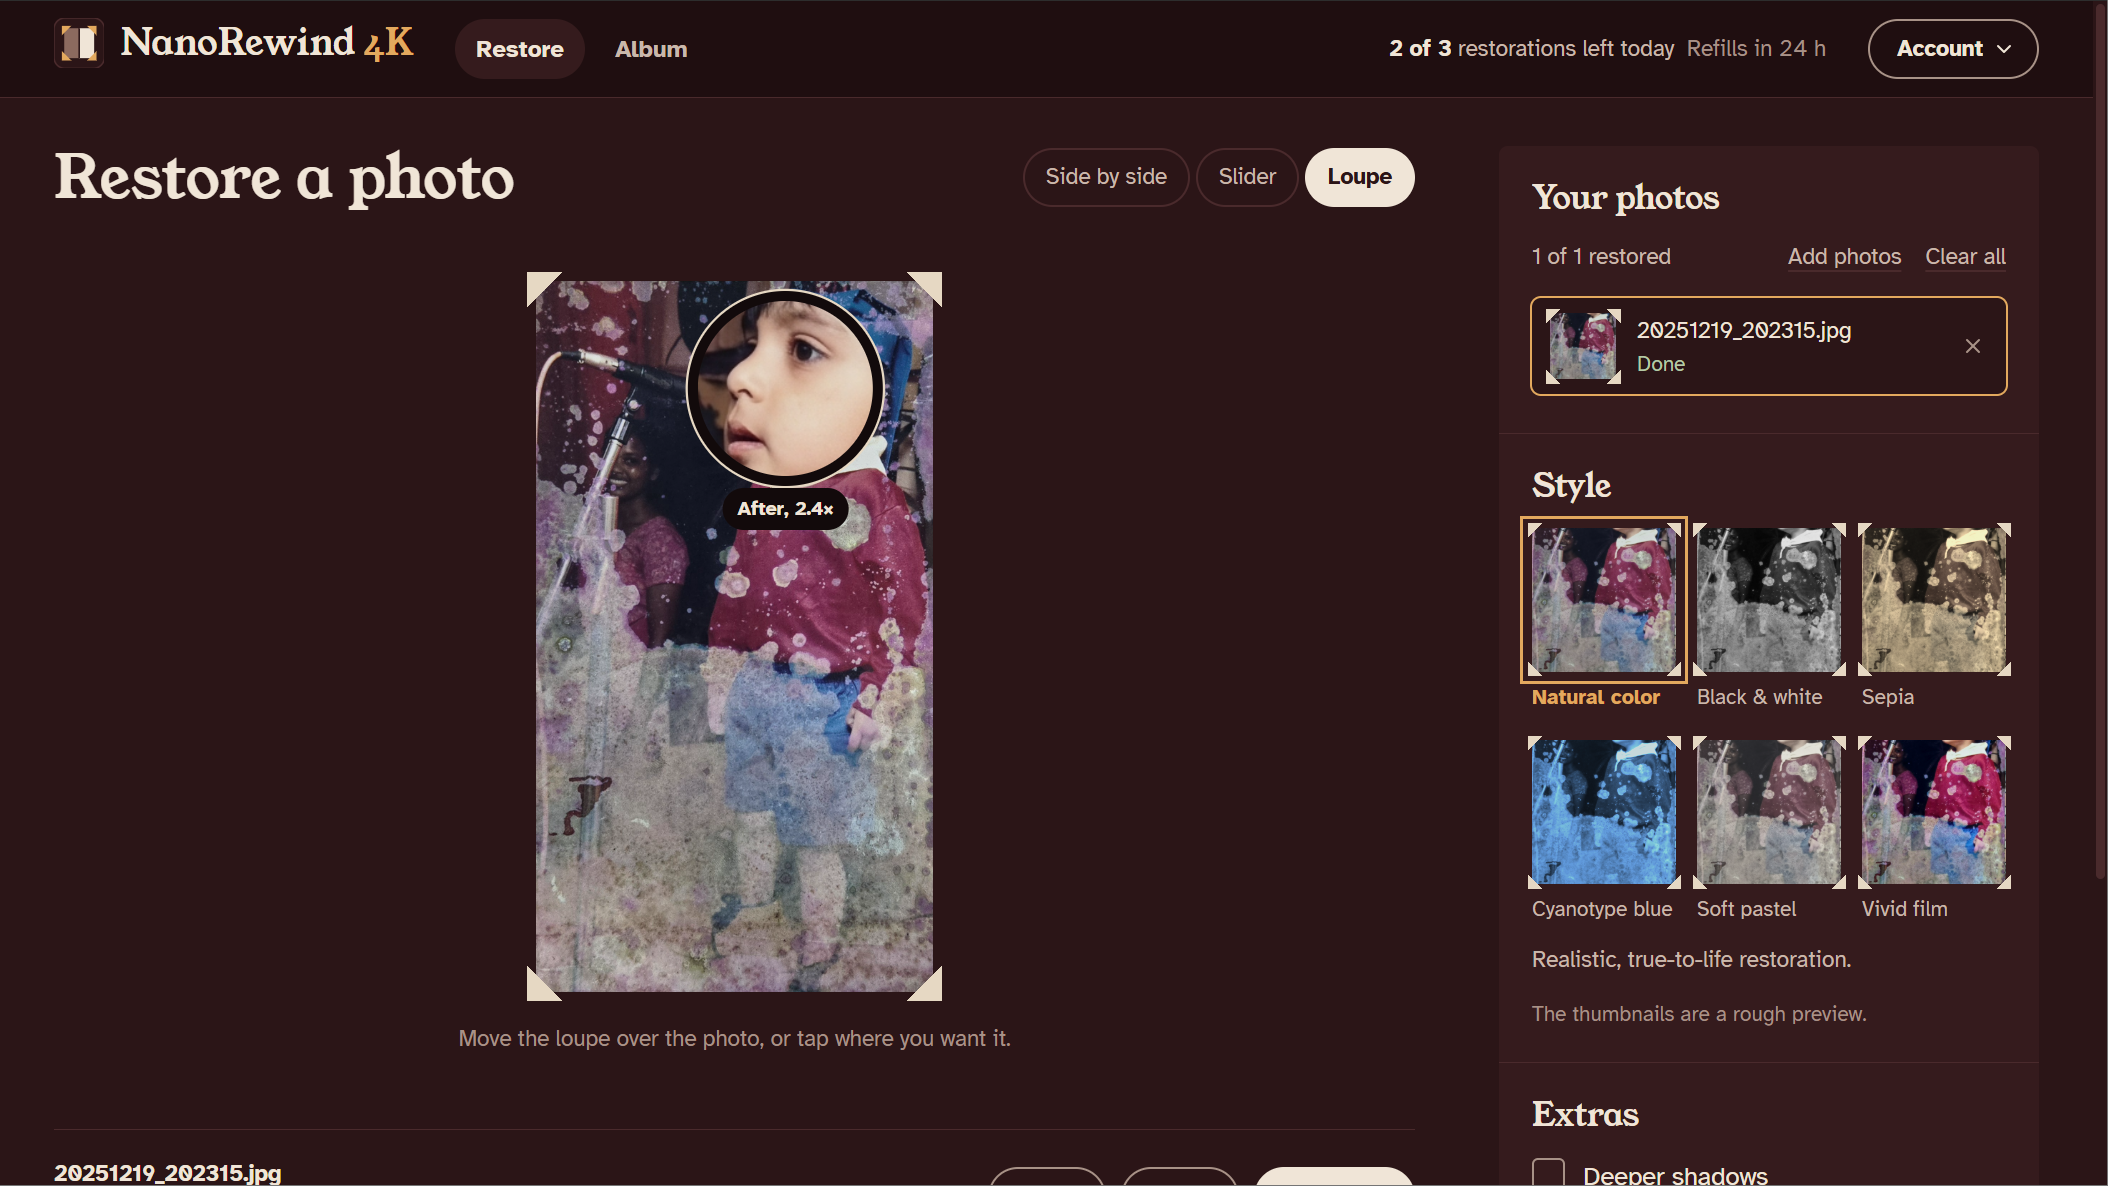 NanoRewind 4K
Restore
Album
2 of 3 restorations left today Refills in 24 h
Account
Restore a photo
Side by side
Slider
Loupe
After, 2.4×
Move the loupe over the photo, or tap where you want it.
20251219_202315.jpg
Your photos
1 of 1 restored
Add photos
Clear all
20251219_202315.jpg
Done
Style
Natural color
Black & white
Sepia
Cyanotype blue
Soft pastel
Vivid film
Realistic, true-to-life restoration.
The thumbnails are a rough preview.
Extras
Deeper shadows